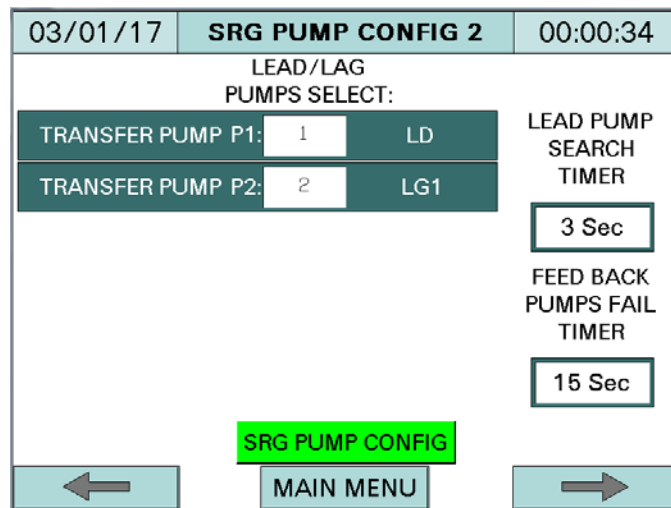 03/01/17 SRG PUMP CONFIG 2 00:00:34
LEAD/LAG
PUMPS SELECT:
TRANSFER PUMP P1: 1 LD
TRANSFER PUMP P2: 2 LG1
LEAD PUMP
SEARCH
TIMER
3 Sec
FEED BACK
PUMPS FAIL
TIMER
15 Sec
SRG PUMP CONFIG
MAIN MENU